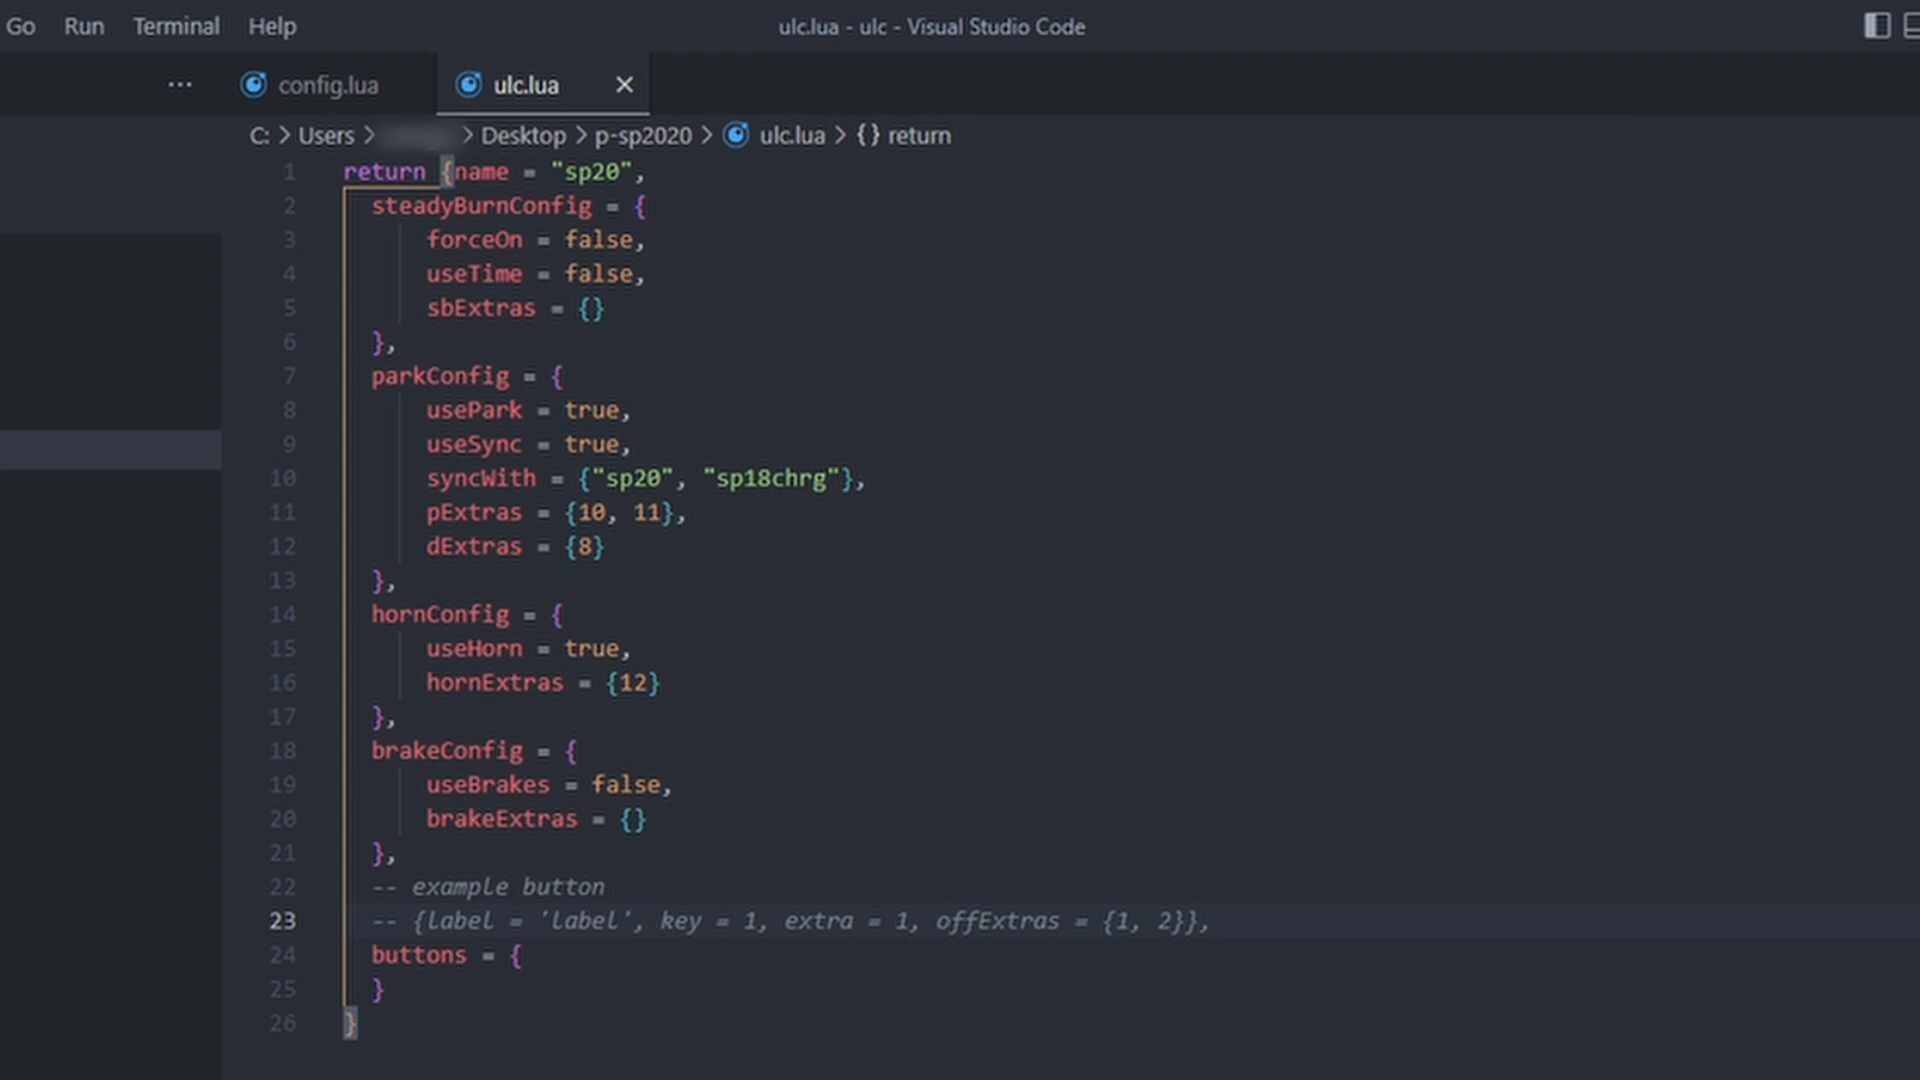 Go Run Terminal Help ulc.lua - ulc - Visual Studio Code
··· config.lua ulc.lua ×
C: > Users > > Desktop > p-sp2020 > ulc.lua > {} return
1 return {name = "sp20",
2 steadyBurnConfig = {
3 forceOn = false,
4 useTime = false,
5 sbExtras = {}
6 },
7 parkConfig = {
8 usePark = true,
9 useSync = true,
10 syncWith = {"sp20", "sp18chrg"},
11 pExtras = {10, 11},
12 dExtras = {8}
13 },
14 hornConfig = {
15 useHorn = true,
16 hornExtras = {12}
17 },
18 brakeConfig = {
19 useBrakes = false,
20 brakeExtras = {}
21 },
22 -- example button
23 -- {label = 'label', key = 1, extra = 1, offExtras = {1, 2}},
24 buttons = {
25 }
26 }